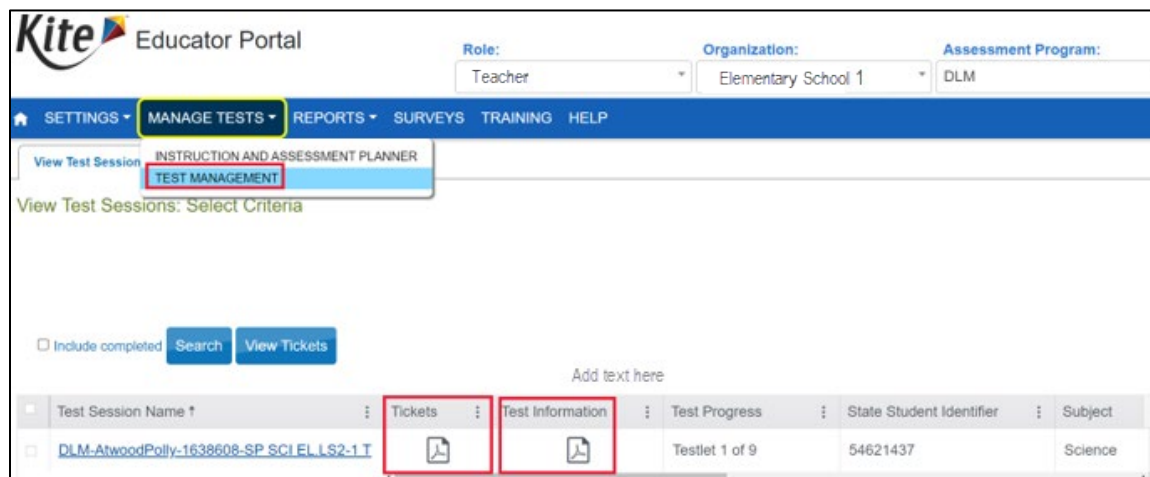 Kite Educator Portal
Role: Organization: Assessment Program:
Teacher Elementary School 1 DLM
SETTINGS MANAGE TESTS REPORTS SURVEYS TRAINING HELP
View Test Session INSTRUCTION AND ASSESSMENT PLANNER
TEST MANAGEMENT
View Test Sessions: Select Criteria
Include completed Search View Tickets
Add text here
Test Session Name Tickets Test Information Test Progress State Student Identifier Subject
DLM-AtwoodPolly-1638608-SP SCI EL.LS2-1 T Testlet 1 of 9 54621437 Science